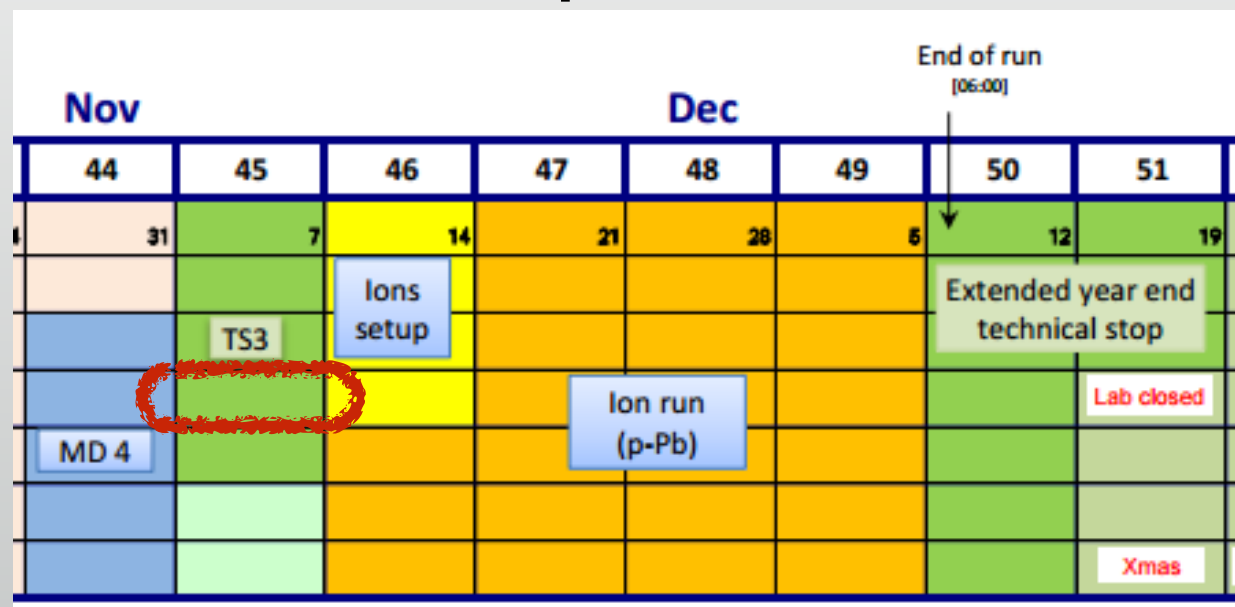 End of run
[06:00]
Nov Dec
44 45 46 47 48 49 50 51
31 7 14 21 28 5 12 19
Ions
setup
Extended year end
technical stop
TS3
Lab closed
Ion run
(p-Pb)
MD 4
Xmas